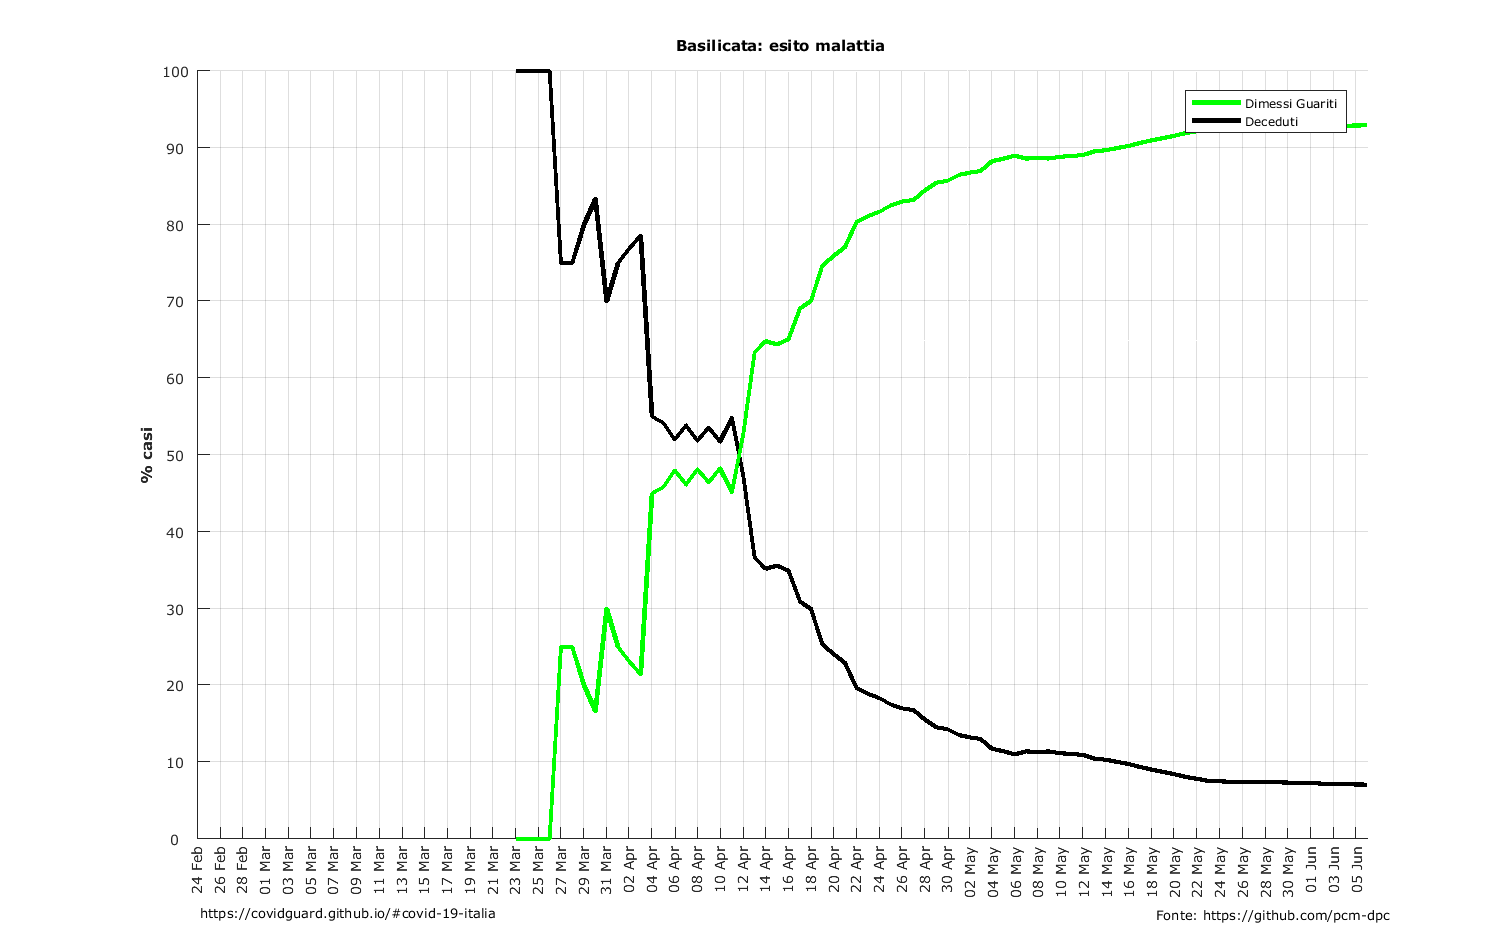 Basilicata: esito malattia
Dimessi Guariti
Deceduti
% casi
100
90
80
70
60
50
40
30
20
10
0
24 Feb
26 Feb
28 Feb
01 Mar
03 Mar
05 Mar
07 Mar
09 Mar
11 Mar
13 Mar
15 Mar
17 Mar
19 Mar
21 Mar
23 Mar
25 Mar
27 Mar
29 Mar
31 Mar
02 Apr
04 Apr
06 Apr
08 Apr
10 Apr
12 Apr
14 Apr
16 Apr
18 Apr
20 Apr
22 Apr
24 Apr
26 Apr
28 Apr
30 Apr
02 May
04 May
06 May
08 May
10 May
12 May
14 May
16 May
18 May
20 May
22 May
24 May
26 May
28 May
30 May
01 Jun
03 Jun
05 Jun
https://covidguard.github.io/#covid-19-italia
Fonte: https://github.com/pcm-dpc